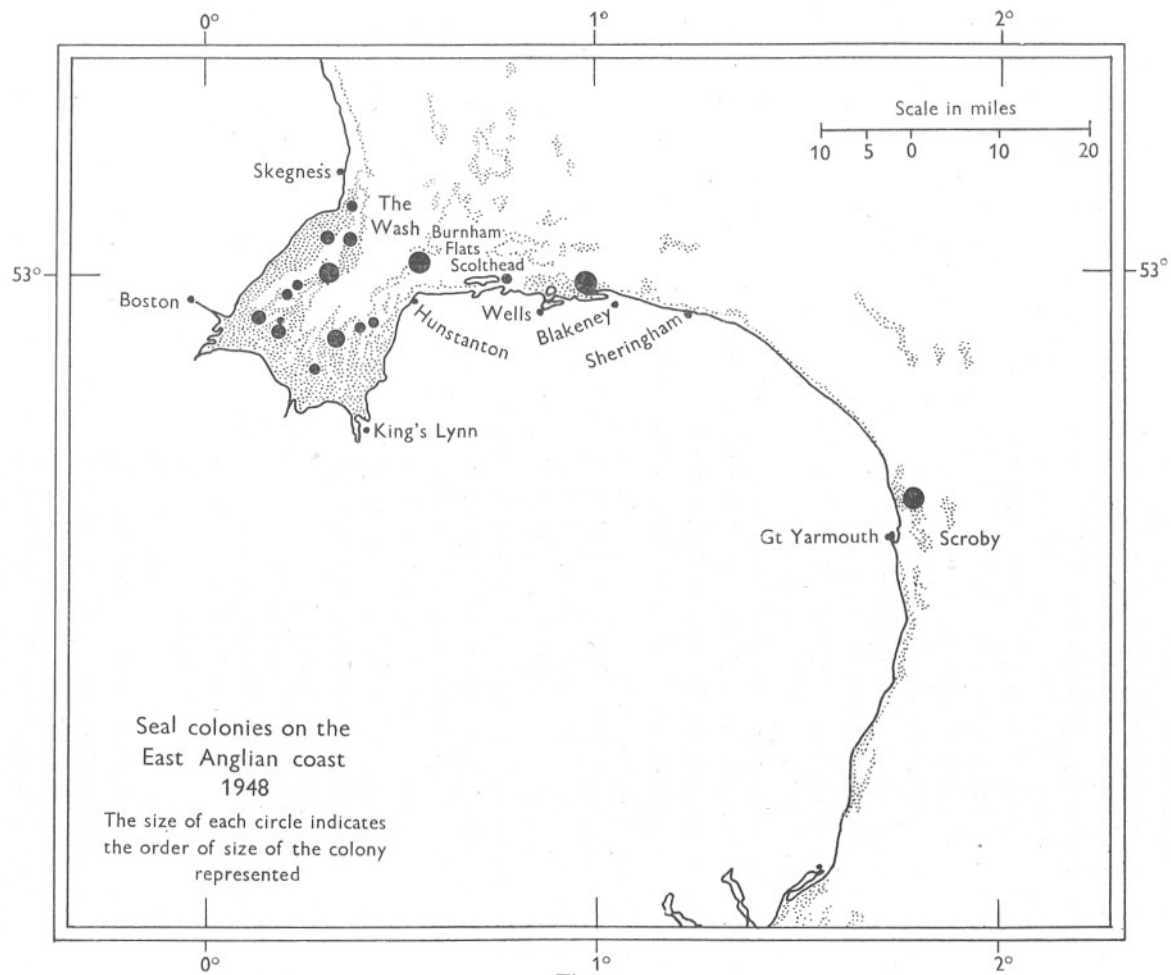 0° 1° 2°
Scale in miles
10 5 0 10 20
Skegness
The
Wash
Burnham
Flats
Scolthead
53° 53°
Boston
Hunstanton
Wells
Blakeney
Sheringham
King's Lynn
Gt Yarmouth
Scroby
Seal colonies on the
East Anglian coast
1948
The size of each circle indicates
the order of size of the colony
represented
0° 1° 2°